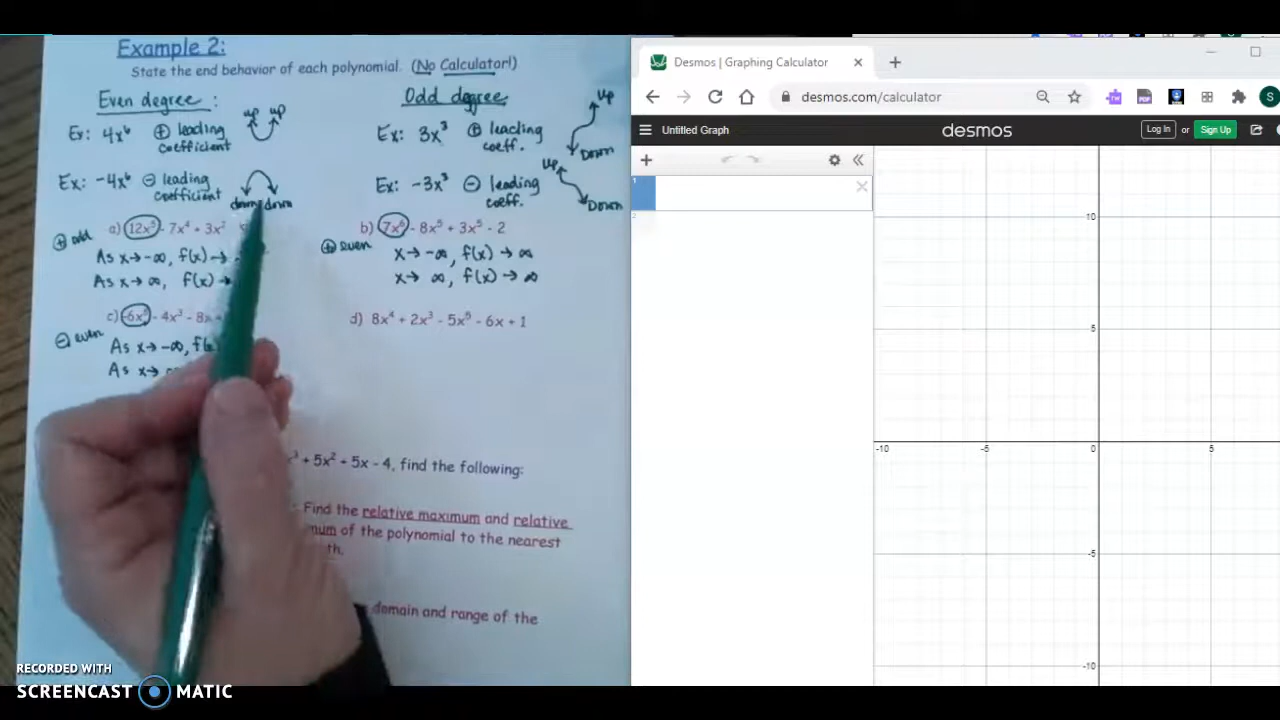 Example 2:
State the end behavior of each polynomial. (No Calculator!)
Even degree:
up up
Ex: 4x⁶ ⊕ leading
coefficient
Ex: -4x⁶ ⊖ leading
coefficient
down down
Odd degree
Ex: 3x³ ⊕ leading
coeff.
Up
Down
Ex: -3x³ ⊖ leading
coeff.
Up
Down
a) 12x⁵ - 7x⁴ + 3x²
⊕ odd
As x→ -∞, f(x) → -
As x→ ∞, f(x) →
b) 7x⁶ - 8x⁵ + 3x⁵ - 2
⊕ even
x→ -∞, f(x) → ∞
x→ ∞, f(x) → ∞
c) - 4x³ - 8x
⊖ even
As x→ -∞, f(x)
As x→
d) 8x⁴ + 2x³ - 5x⁵ - 6x + 1
³ + 5x² + 5x - 4, find the following:
Find the relative maximum and relative
of the polynomial to the nearest
th.
domain and range of the
RECORDED WITH
SCREENCAST MATIC
Desmos | Graphing Calculator
desmos.com/calculator
PDF
S
Untitled Graph
desmos
Log In or Sign Up
1
2
10
5
-10
-5
0
5
-5
-10